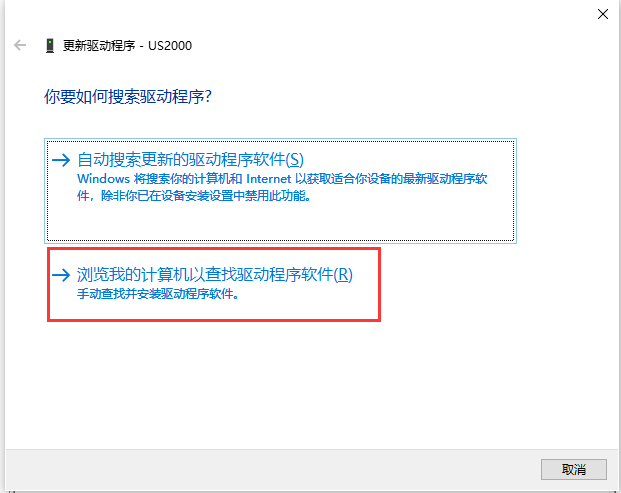 更新驱动程序 - US2000
你要如何搜索驱动程序?
自动搜索更新的驱动程序软件(S)
Windows 将搜索你的计算机和 Internet 以获取适合你设备的最新驱动程序软
件，除非你已在设备安装设置中禁用此功能。
浏览我的计算机以查找驱动程序软件(R)
手动查找并安装驱动程序软件。
取消